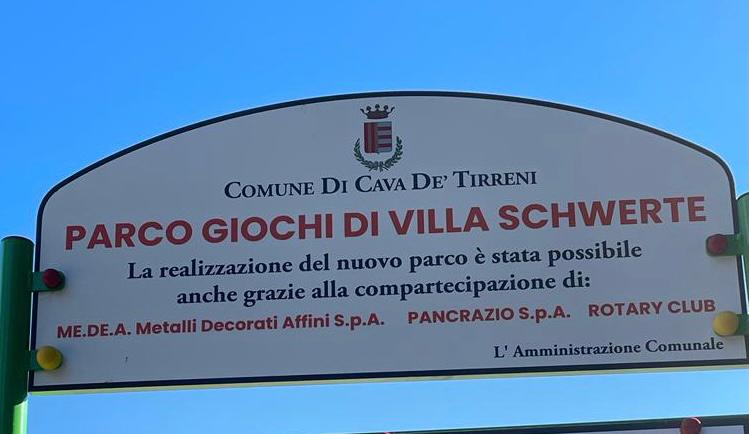 COMUNE DI CAVA DE' TIRRENI
PARCO GIOCHI DI VILLA SCHWERTE
La realizzazione del nuovo parco è stata possibile
anche grazie alla compartecipazione di:
ME.DE.A. Metalli Decorati Affini S.p.A. PANCRAZIO S.p.A. ROTARY CLUB
L' Amministrazione Comunale